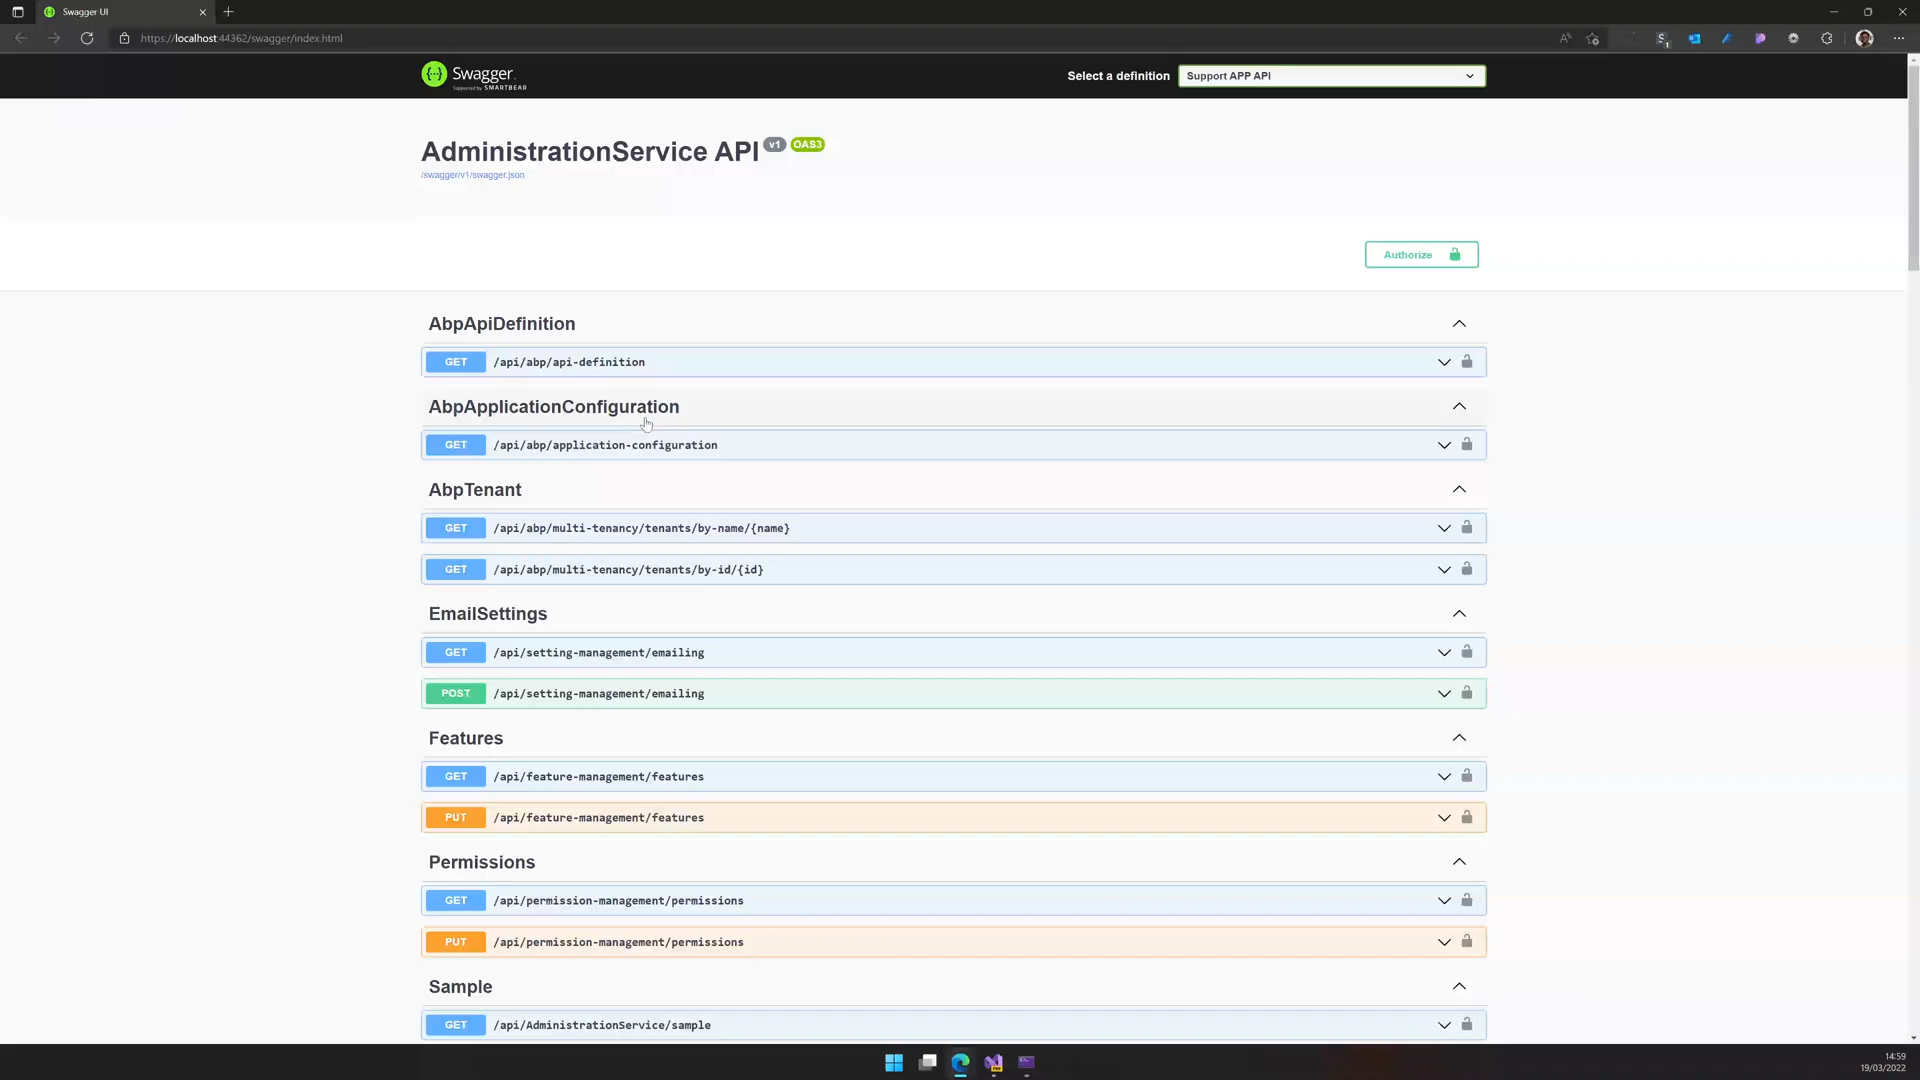 Swagger UI
https://localhost:44362/swagger/index.html
Swagger.
Supported by SMARTBEAR
Select a definition
Support APP API
AdministrationService API v1 OAS3
/swagger/v1/swagger.json
Authorize
AbpApiDefinition
GET /api/abp/api-definition
AbpApplicationConfiguration
GET /api/abp/application-configuration
AbpTenant
GET /api/abp/multi-tenancy/tenants/by-name/{name}
GET /api/abp/multi-tenancy/tenants/by-id/{id}
EmailSettings
GET /api/setting-management/emailing
POST /api/setting-management/emailing
Features
GET /api/feature-management/features
PUT /api/feature-management/features
Permissions
GET /api/permission-management/permissions
PUT /api/permission-management/permissions
Sample
GET /api/AdministrationService/sample
14:59
19/03/2022